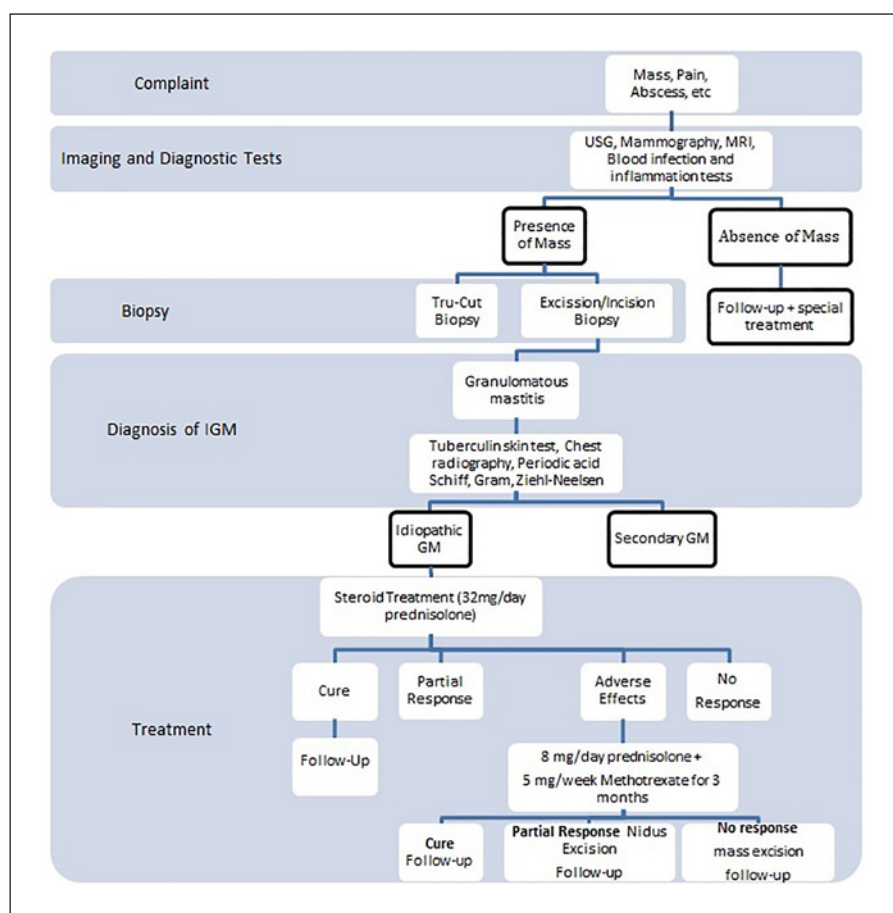 Complaint
Mass, Pain,
Abscess, etc
Imaging and Diagnostic Tests
USG, Mammography, MRI,
Blood infection and
inflammation tests
Presence
of Mass
Absence of Mass
Biopsy
Tru-Cut
Biopsy
Excission/Incision
Biopsy
Follow-up + special
treatment
Diagnosis of IGM
Granulomatous
mastitis
Tuberculin skin test, Chest
radiography, Periodic acid
Schiff, Gram, Ziehl-Neelsen
Idiopathic
GM
Secondary GM
Treatment
Steroid Treatment (32mg/day
prednisolone)
Cure
Partial
Response
Adverse
Effects
No
Response
Follow-Up
8 mg/day prednisolone +
5 mg/week Methotrexate for 3
months
Cure
Follow-up
Partial Response Nidus
Excision
Follow-up
No response
mass excision
follow-up